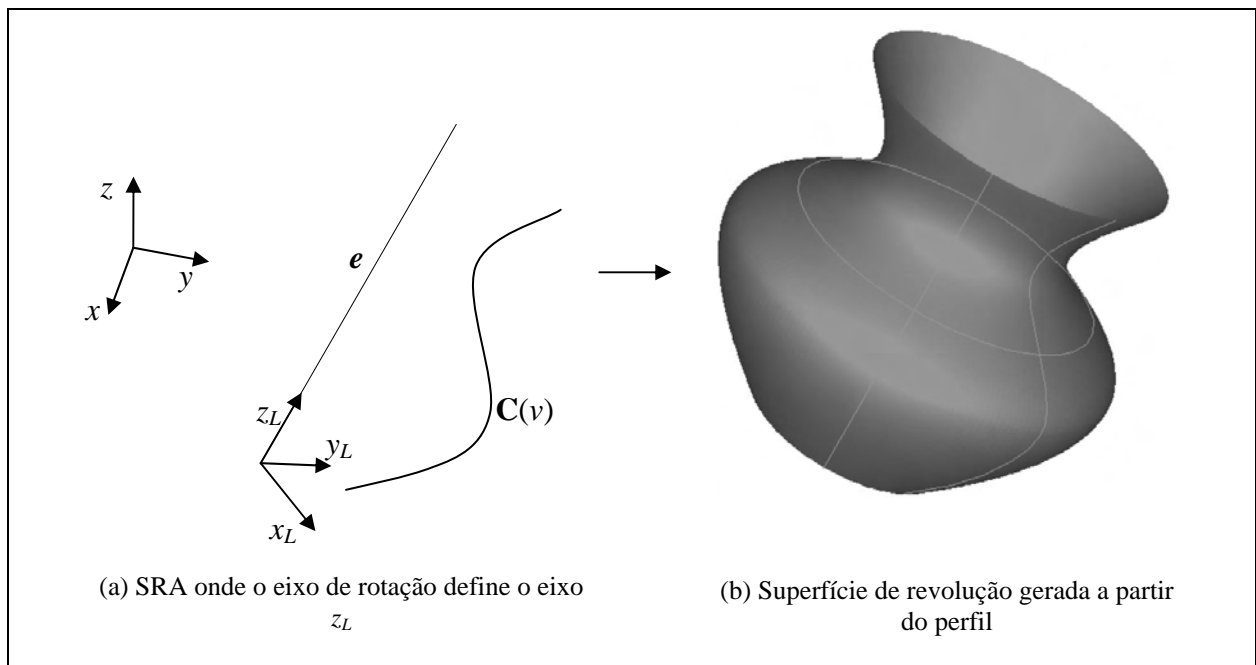 z
y
x
e
z_L
y_L
x_L
C(v)
(a) SRA onde o eixo de rotação define o eixo
z_L
(b) Superfície de revolução gerada a partir
do perfil